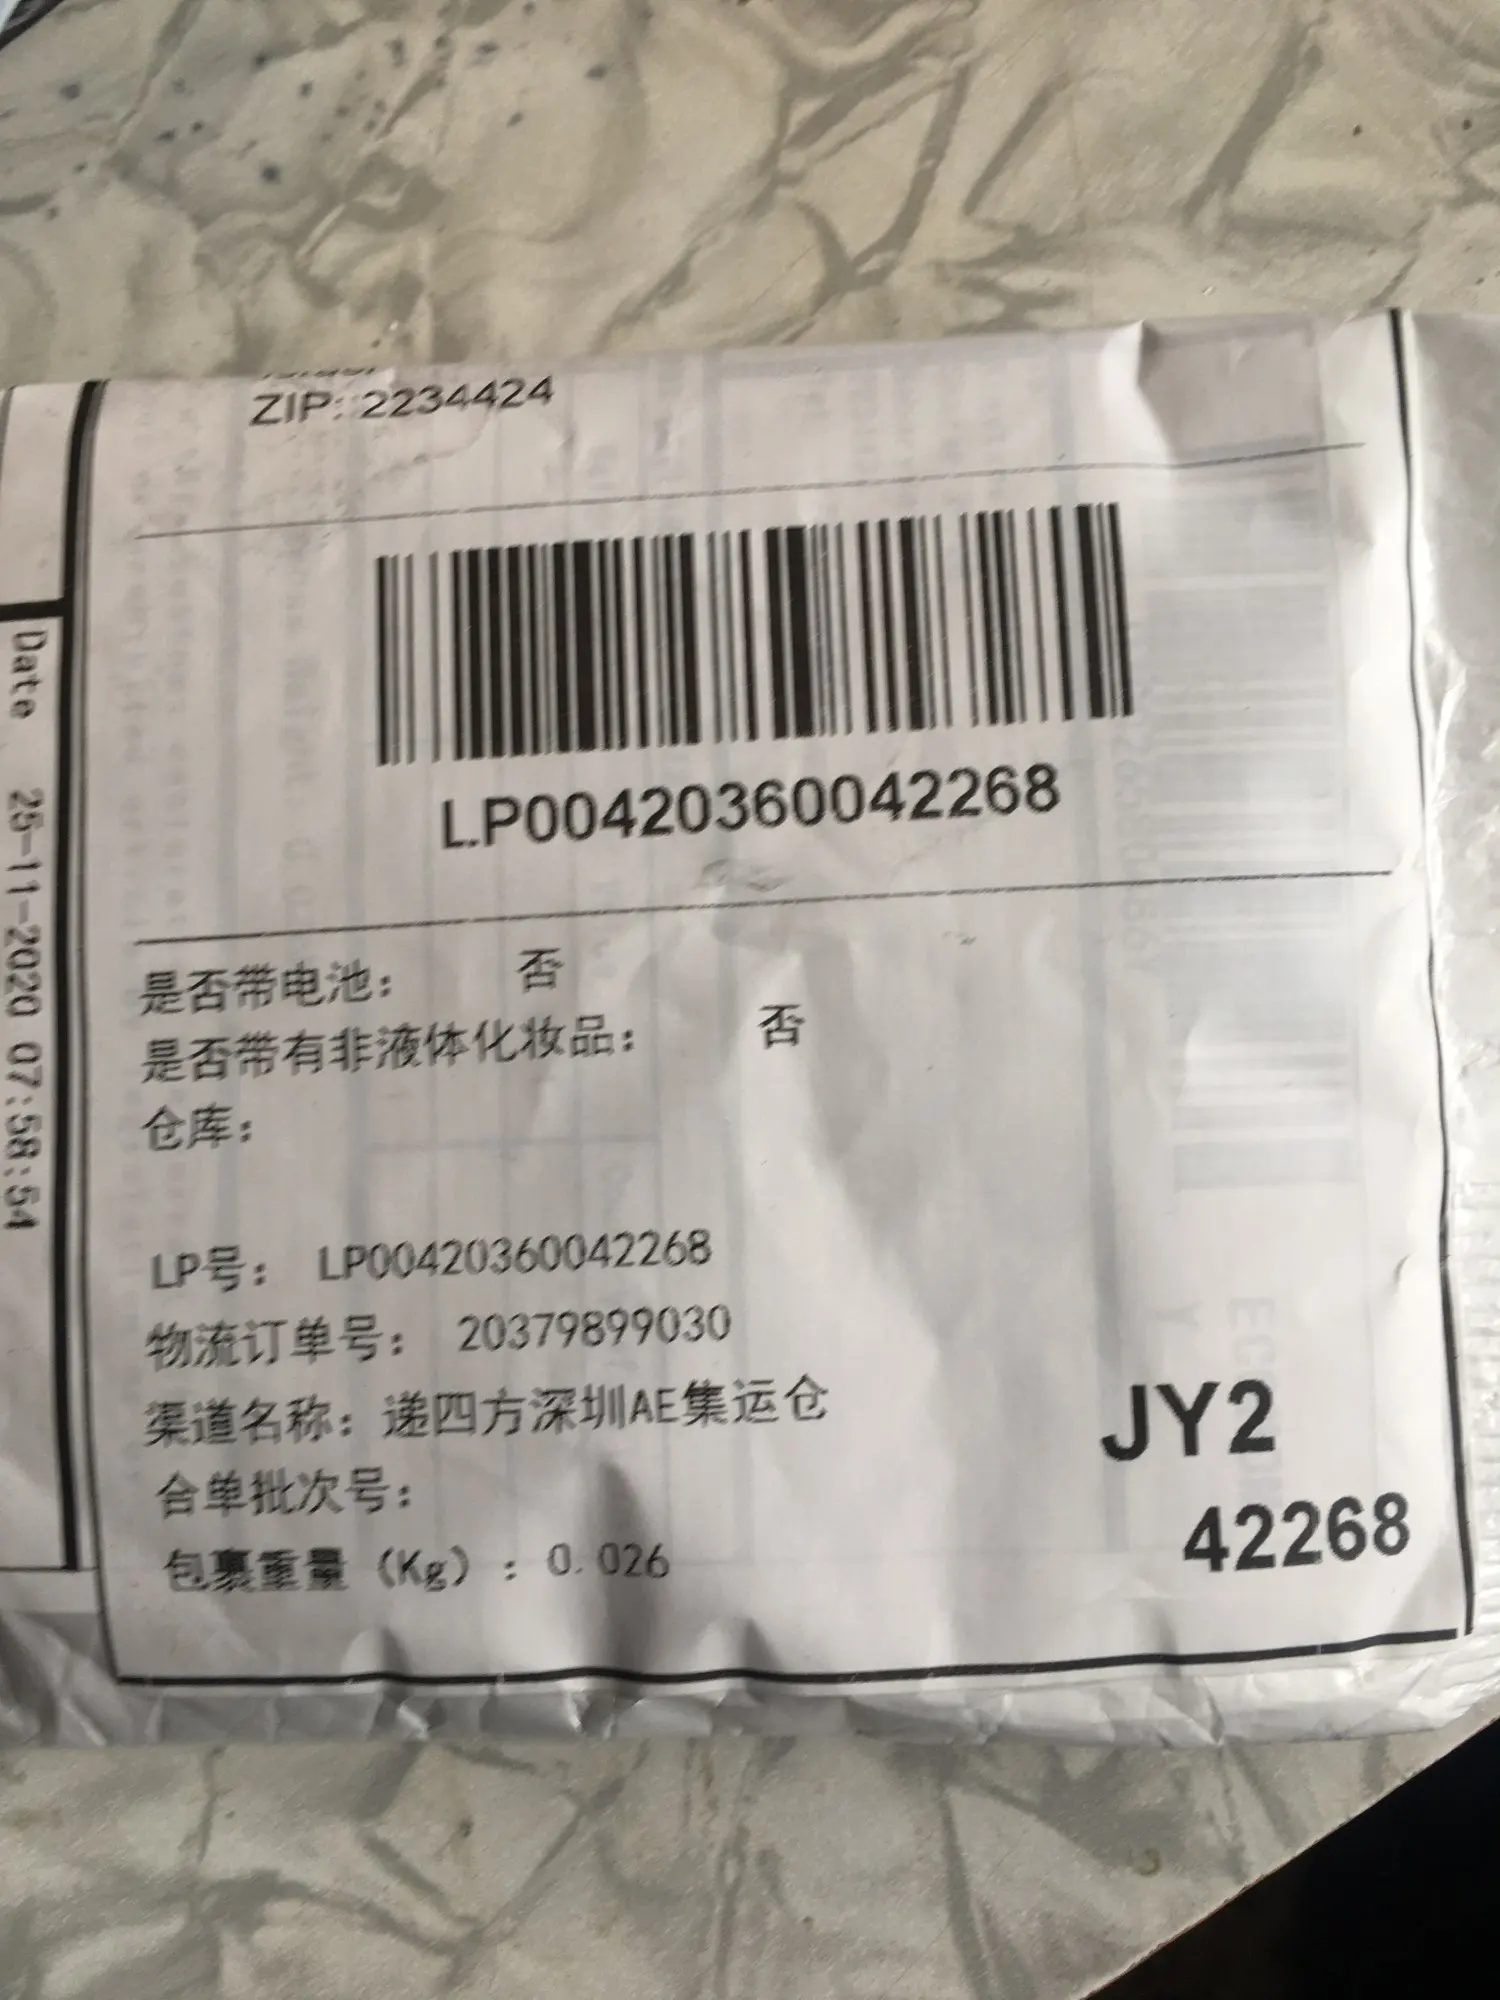 ZIP: 2234424
LP00420360042268
是否带电池: 否
是否带有非液体化妆品: 否
仓库:
LP号: LP00420360042268
物流订单号: 20379899030
渠道名称: 递四方深圳AE集运仓
合单批次号:
包裹重量 (Kg) : 0.026
JY2
42268
Date 25-11-2020 07:58:54